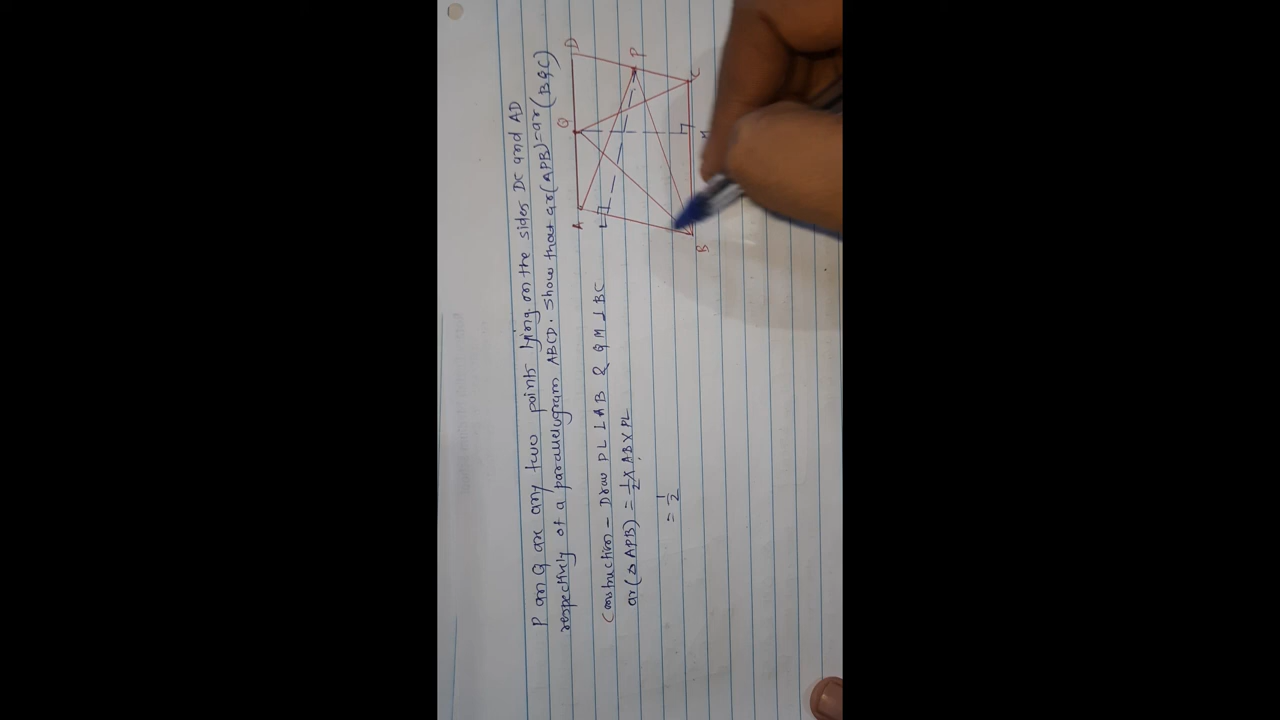 P an Q are any two points lying on the sides DC and AD
respectively of a parallelogram ABCD. Show that ar(APB)=ar(BQC)
A
Q
D
P
C
L
B
M
Construction - Draw PL ⊥ AB & QM ⊥ BC
ar(△APB) = 1/2 X AB X PL
= 1/2